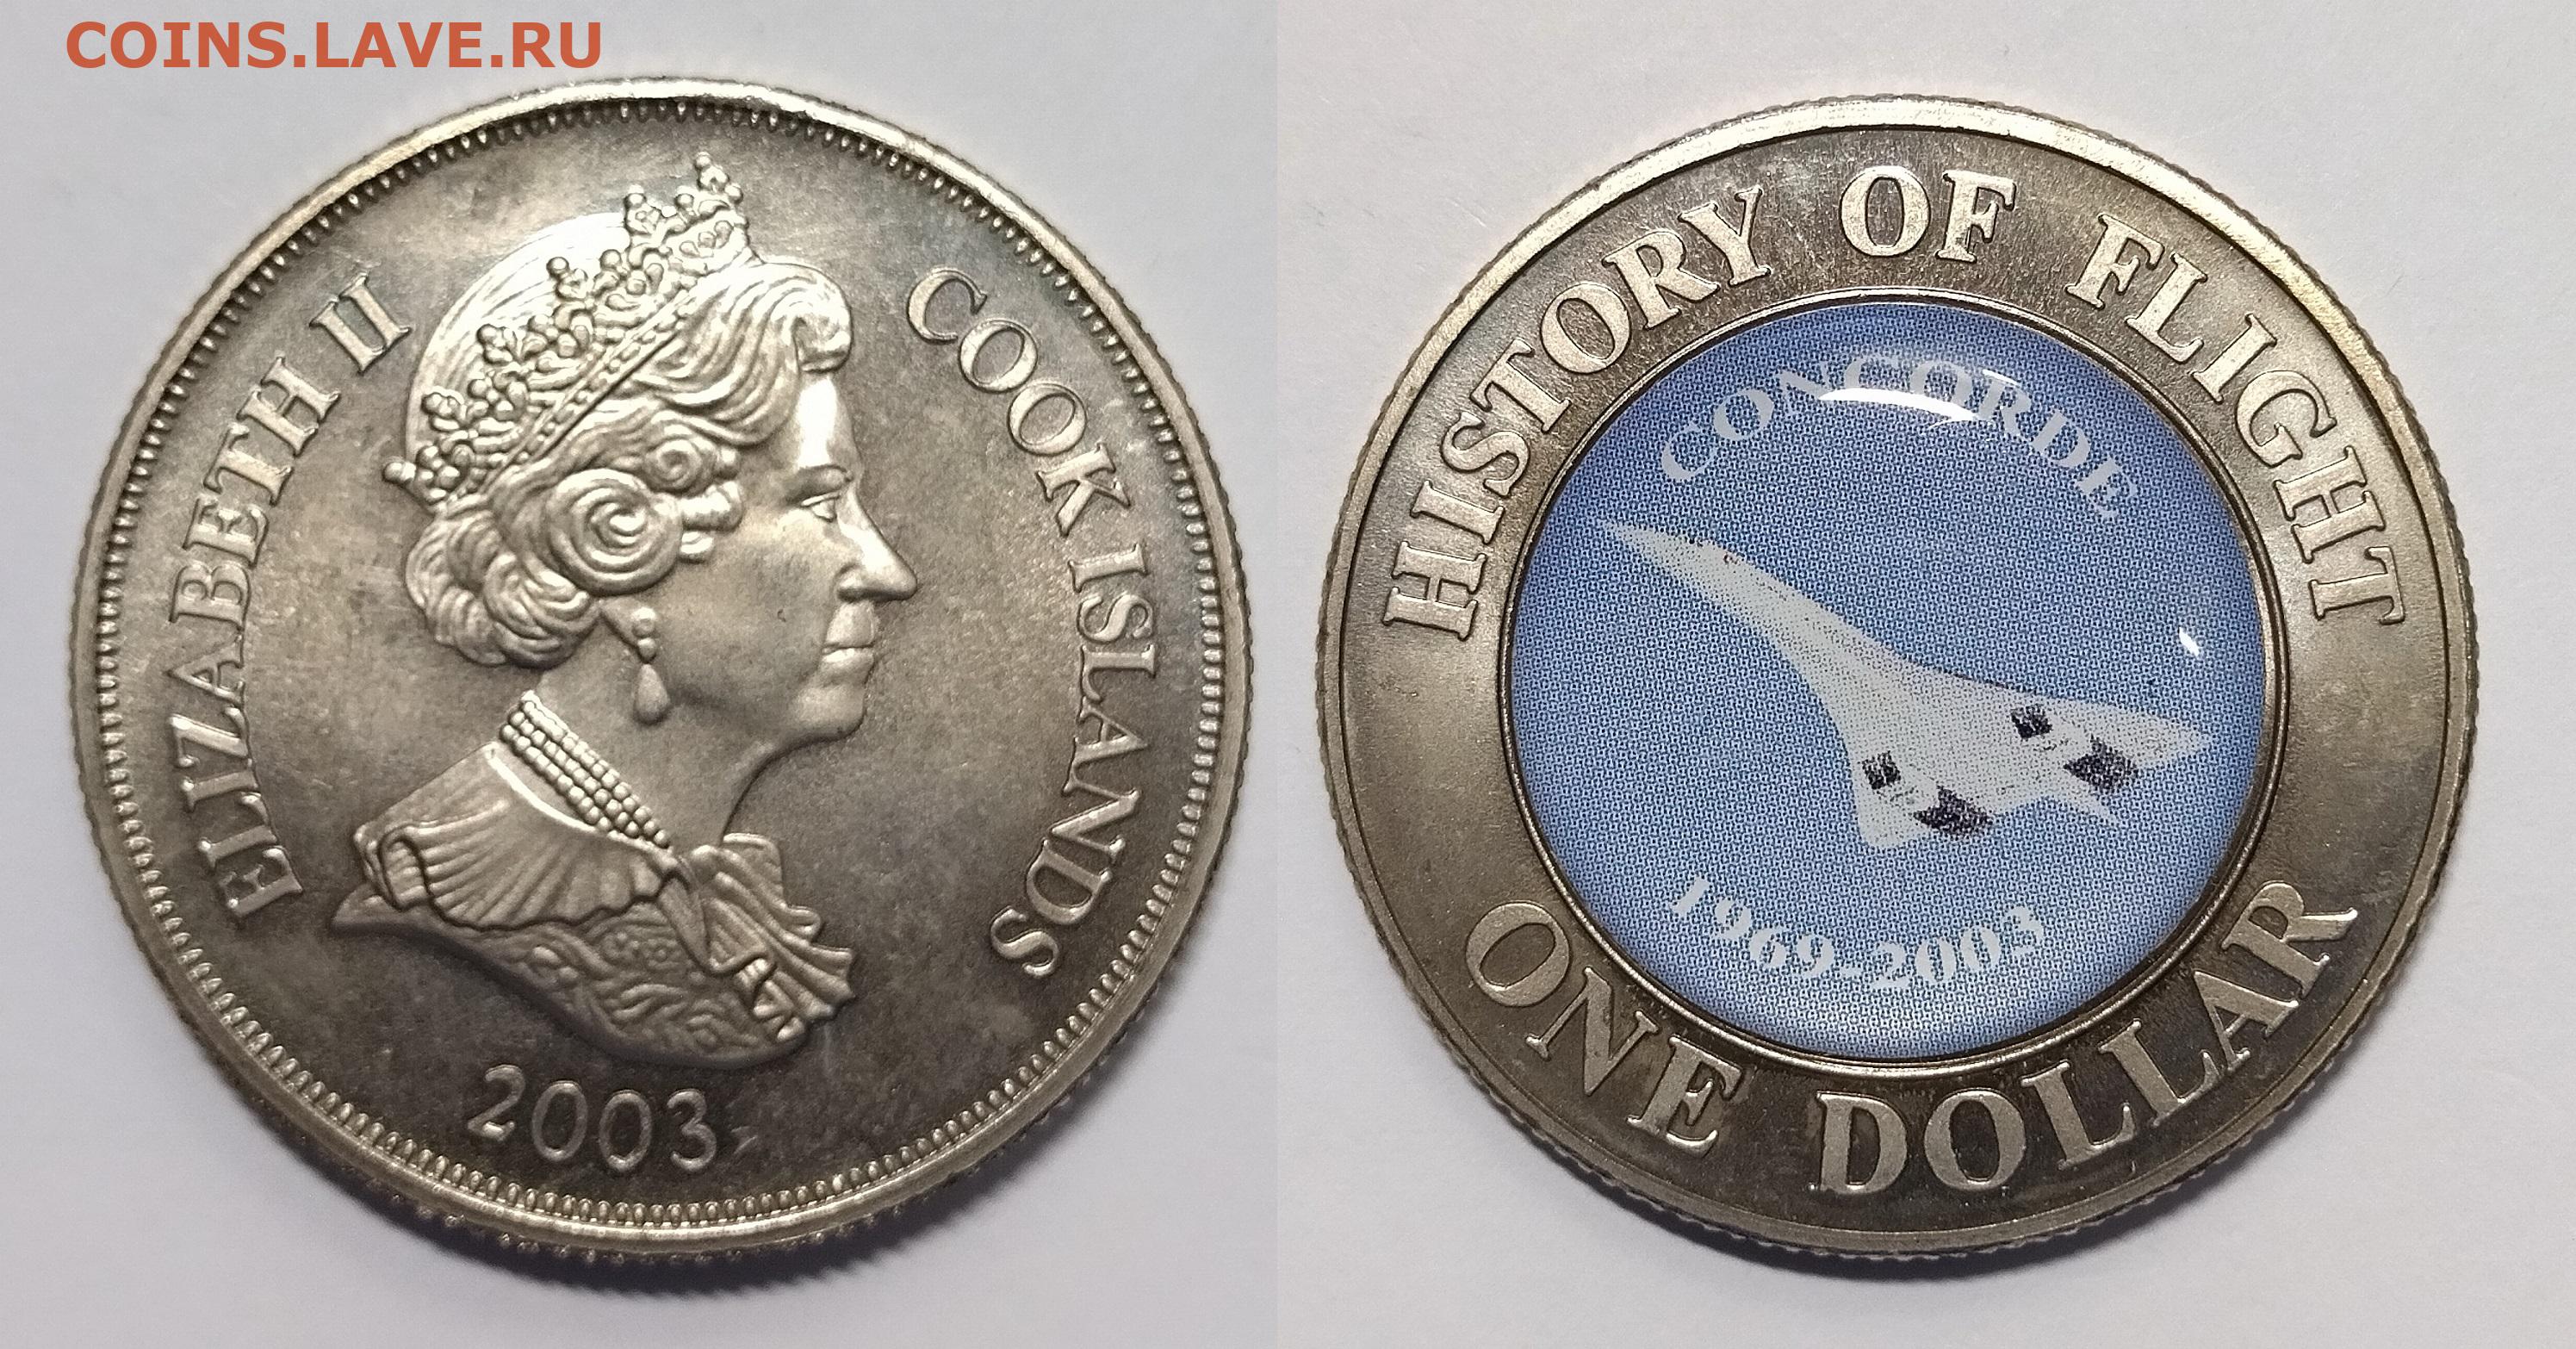 COINS.LAVE.RU
ELIZABETH II
COOK ISLANDS
2003
HISTORY OF FLIGHT
CONCORDE
1969-2003
ONE DOLLAR